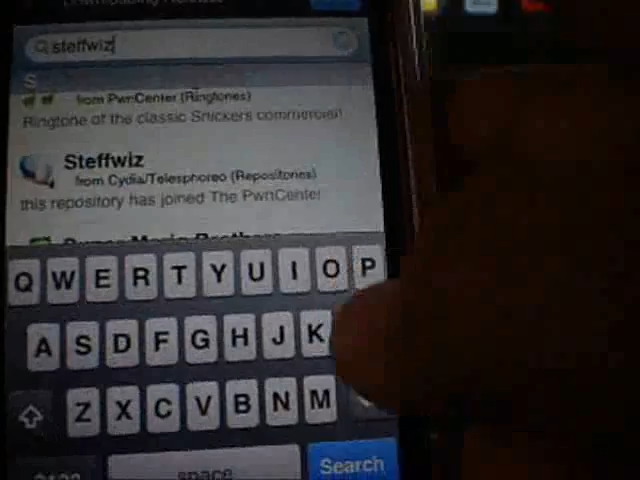 steffwiz
S
from PwnCenter (Ringtones)
Ringtone of the classic Snickers commercial!
Steffwiz
from Cydia/Telesphoreo (Repositories)
this repository has joined The PwnCenter
Q W E R T Y U I O P
A S D F G H J K
Z X C V B N M
space
Search